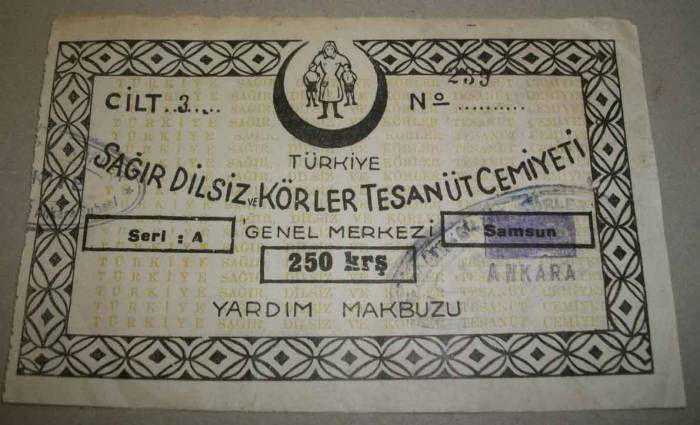 CİLT..3....
No 239
TÜRKİYE
SAĞIR DİLSİZ VE KÖRLER TESANÜT CEMİYETİ
Seri : A
GENEL MERKEZİ
Samsun
250 krş
ANKARA
YARDIM MAKBUZU